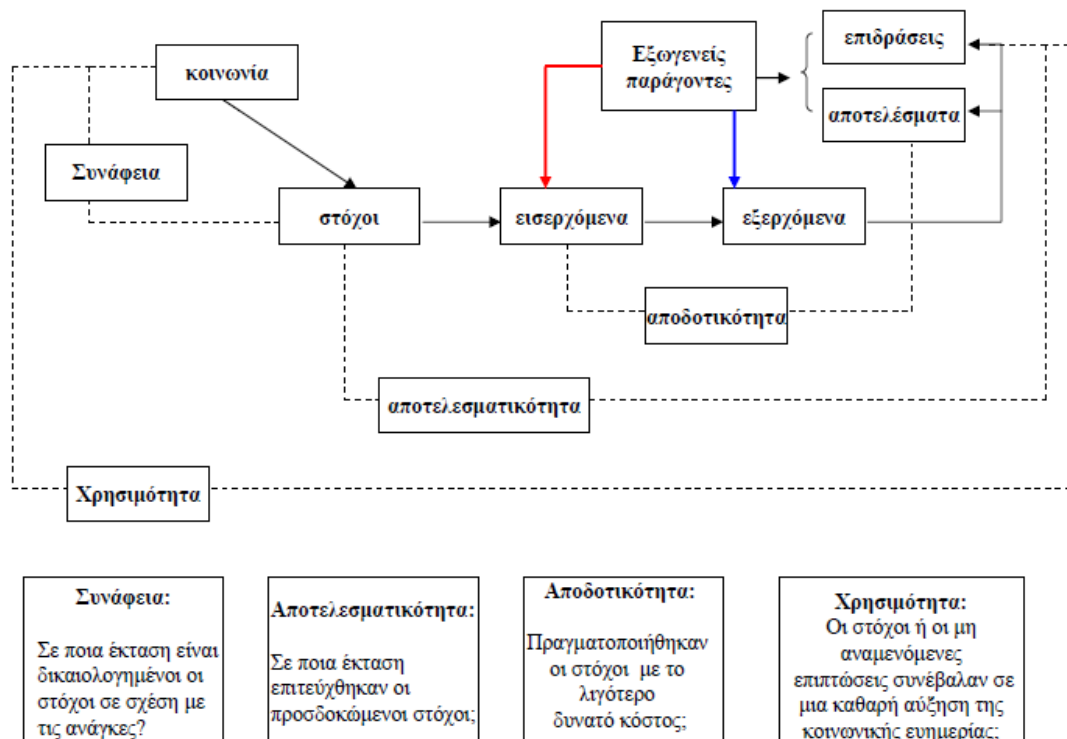 επιδράσεις
Εξωγενείς
παράγοντες
κοινωνία
αποτελέσματα
Συνάφεια
στόχοι
εισερχόμενα
εξερχόμενα
αποδοτικότητα
αποτελεσματικότητα
Χρησιμότητα
Συνάφεια:
Σε ποια έκταση είναι
δικαιολογημένοι οι
στόχοι σε σχέση με
τις ανάγκες?
Αποτελεσματικότητα:
Σε ποια έκταση
επιτεύχθηκαν οι
προσδοκώμενοι στόχοι;
Αποδοτικότητα:
Πραγματοποιήθηκαν
οι στόχοι με το
λιγότερο
δυνατό κόστος;
Χρησιμότητα:
Οι στόχοι ή οι μη
αναμενόμενες
επιπτώσεις συνέβαλαν σε
μια καθαρή αύξηση της
κοινωνικής ευημερίας;